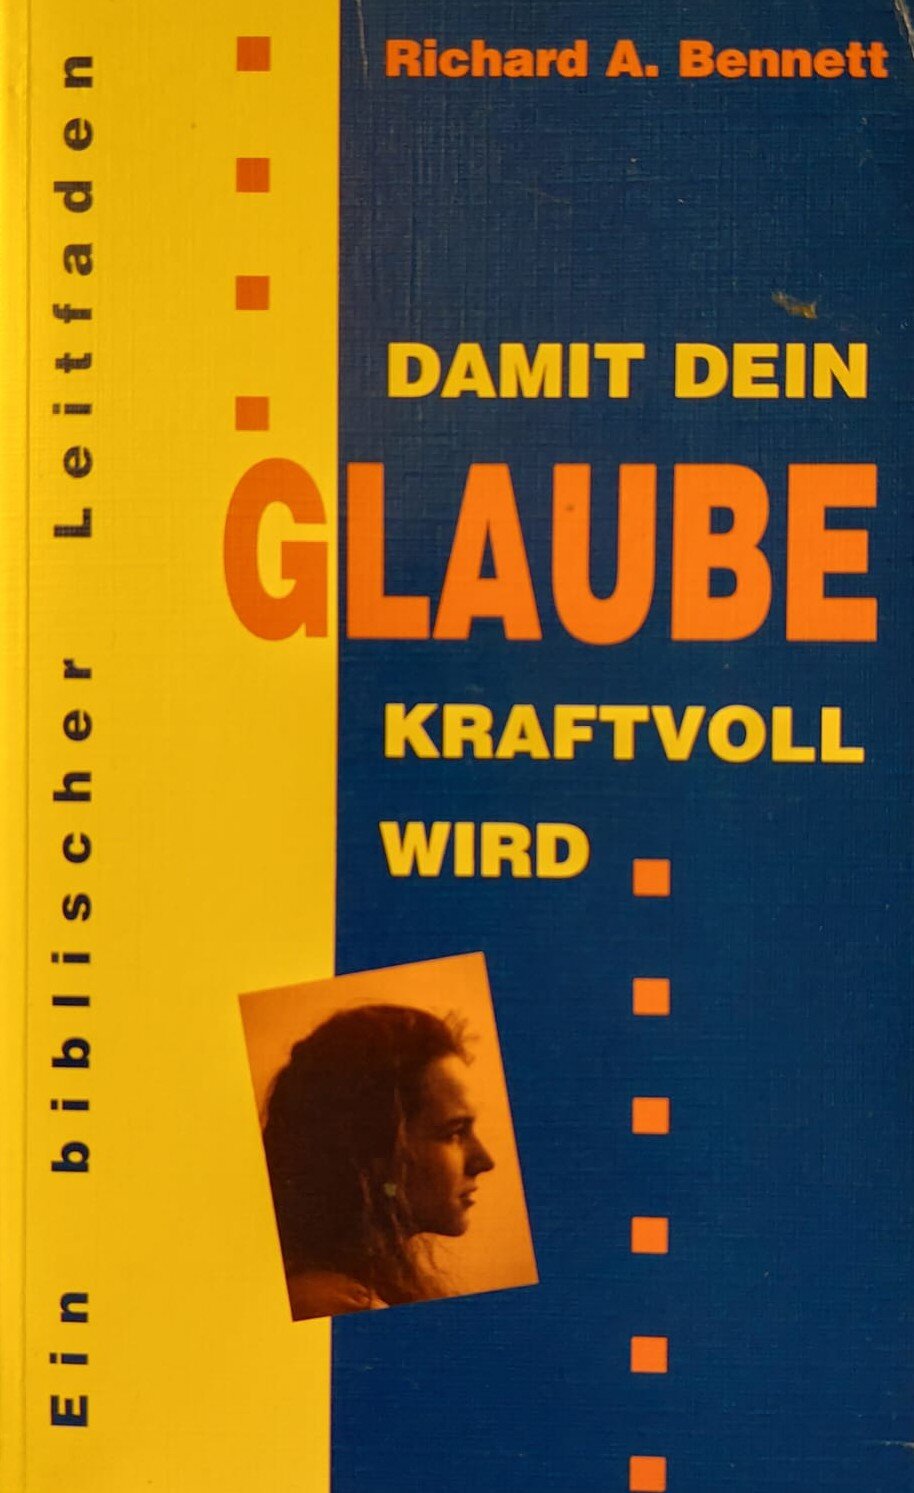 Richard A. Bennett
DAMIT DEIN
GLAUBE
KRAFTVOLL
WIRD
Ein biblischer Leitfaden